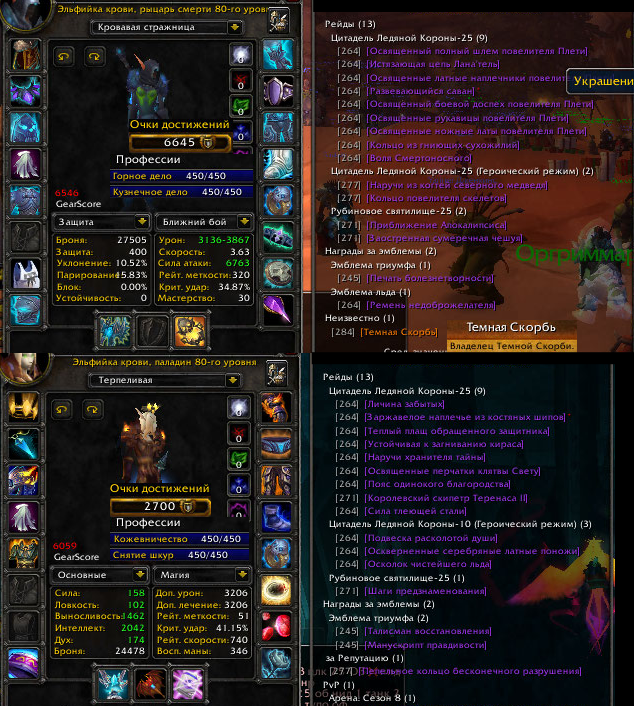 Эльфийка крови, рыцарь смерти 80-го уровн
Кровавая стражница
Очки достижений
6645
Профессии
Горное дело 450/450
Кузнечное дело 450/450
6546
GearScore
Защита
Ближний бой
Броня: 27505
Защита: 400
Уклонение: 10.52%
Парирование: 15.83%
Блок: 0.00%
Устойчивость: 0
Урон: 3136-3867
Скорость: 3.63
Сила атаки: 6763
Рейт. меткости: 320
Крит. удар: 34.87%
Мастерство: 30
Рейды (13)
Цитадель Ледяной Короны-25 (9)
[264] [Освященный полный шлем повелителя Плети]
[264] [Истязающая цепь Лана'тель]
[264] [Освященные латные наплечники повелите
[264] [Развевающийся саван]
[264] [Освященный боевой доспех повелителя Плети]
[264] [Освященные рукавицы повелителя Плети]
[264] [Освященные ножные латы повелителя Плети]
[264] [Кольцо из гниющих сухожилий]
[264] [Воля Смертоносного]
Цитадель Ледяной Короны-25 (Героический режим) (2)
[277] [Наручи из когтей северного медведя]
[277] [Кольцо повелителя скелетов]
Рубиновое святилище-25 (2)
[271] [Приближение Апокалипсиса]
[271] [Заостренная сумеречная чешуя]
Награды за эмблемы (2)
Эмблема триумфа (1)
[245] [Печать болезнетворности]
Эмблема льда (1)
[264] [Ремень недоброжелателя]
Неизвестно (1)
[284] [Темная Скорбь]
Украшени
Оргриммар
Темная Скорбь
Владелец Темной Скорби.
Эльфийка крови, паладин 80-го уровня
Терпеливая
0
0
0
Очки достижений
2700
Профессии
Кожевничество 450/450
Снятие шкур 450/450
6059
GearScore
Основные
Магия
Сила: 158
Ловкость: 102
Выносливость: 1462
Интеллект: 2042
Дух: 174
Броня: 24478
Доп. урон: 3206
Доп. лечение: 3206
Рейт. меткости: 51
Крит. удар: 41.15%
Рейт. скорости: 740
Восп. маны: 346
Рейды (13)
Цитадель Ледяной Короны-25 (9)
[264] [Личина забытых]
[264] [Заржавелое наплечье из костяных шипов]
[264] [Теплый плащ обращенного защитника]
[264] [Устойчивая к загниванию кираса]
[264] [Наручи хранителя тайны]
[264] [Освященные перчатки клятвы Свету]
[264] [Пояс одинокого благородства]
[271] [Королевский скипетр Теренаса II]
[264] [Сила тлеющей стали]
Цитадель Ледяной Короны-10 (Героический режим) (3)
[264] [Подвеска расколотой души]
[264] [Оскверненные серебряные латные поножи]
[264] [Осколок чистейшего льда]
Рубиновое святилище-25 (1)
[271] [Шаги предзнаменования]
Награды за эмблемы (2)
Эмблема триумфа (1)
[245] [Талисман восстановления]
[245] [Манускрипт правдивости]
за Репутацию (1)
[277] [Пепельное кольцо бесконечного разрушения]
PvP (1)
Арена: Сезон 8 (1)